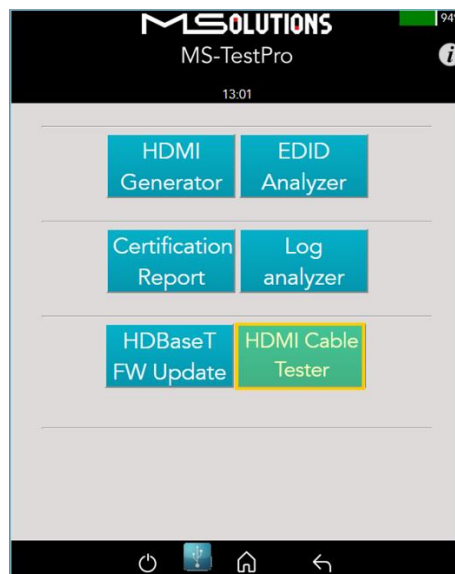 MSOLUTIONS
94%
MS-TestPro
i
13:01
HDMI
Generator
EDID
Analyzer
Certification
Report
Log
analyzer
HDBaseT
FW Update
HDMI Cable
Tester